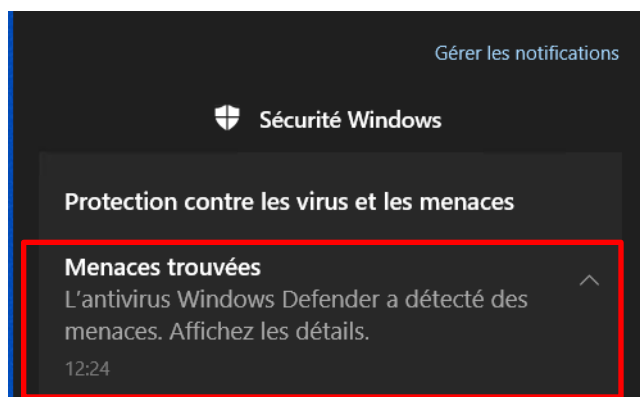 Gérer les notifications
Sécurité Windows
Protection contre les virus et les menaces
Menaces trouvées
L'antivirus Windows Defender a détecté des
menaces. Affichez les détails.
12:24